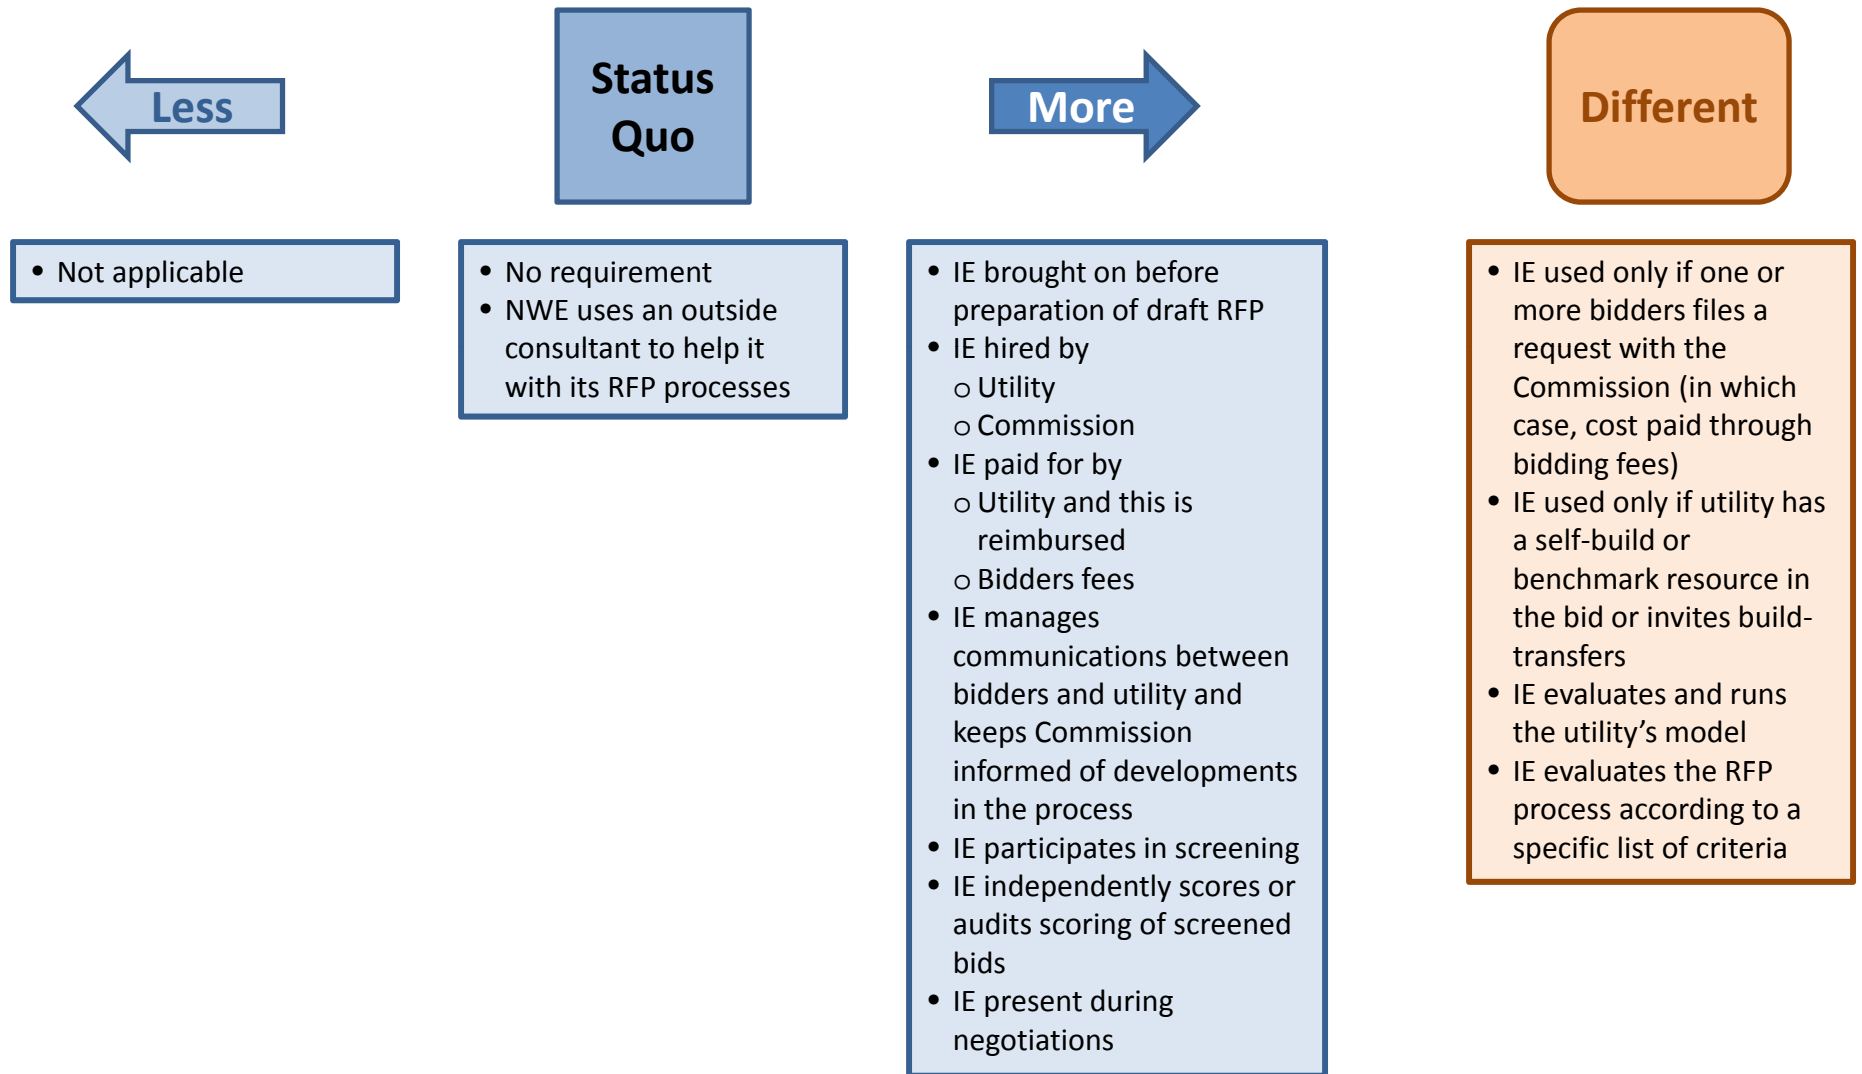 Less
Status
Quo
More
Different
• Not applicable
• No requirement
• NWE uses an outside
consultant to help it
with its RFP processes
• IE brought on before
preparation of draft RFP
• IE hired by
o Utility
o Commission
• IE paid for by
o Utility and this is
reimbursed
o Bidders fees
• IE manages
communications between
bidders and utility and
keeps Commission
informed of developments
in the process
• IE participates in screening
• IE independently scores or
audits scoring of screened
bids
• IE present during
negotiations
• IE used only if one or
more bidders files a
request with the
Commission (in which
case, cost paid through
bidding fees)
• IE used only if utility has
a self-build or
benchmark resource in
the bid or invites build-
transfers
• IE evaluates and runs
the utility’s model
• IE evaluates the RFP
process according to a
specific list of criteria